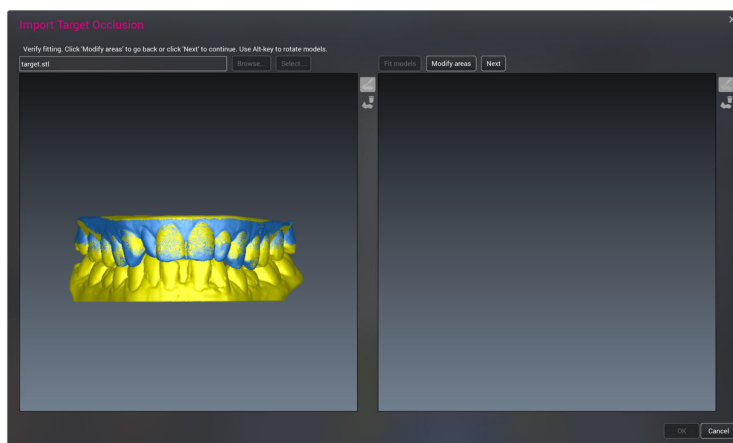 Import Target Occlusion
Verify fitting. Click 'Modify areas' to go back or click 'Next' to continue. Use Alt-key to rotate models.
target.stl Browse... Select... Fit models Modify areas Next
OK Cancel